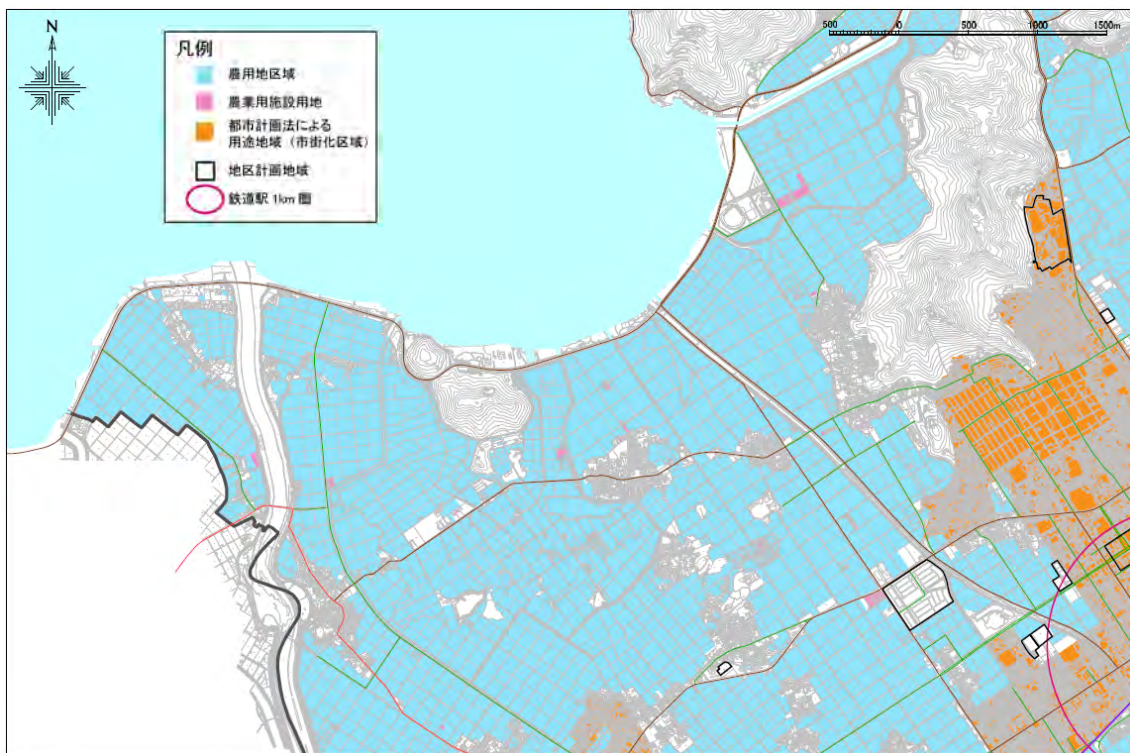 N
500 0 500 1000 1500m
凡例
農用地区域
農業用施設用地
都市計画法による
用途地域（市街化区域）
地区計画地域
鉄道駅 1km 圏